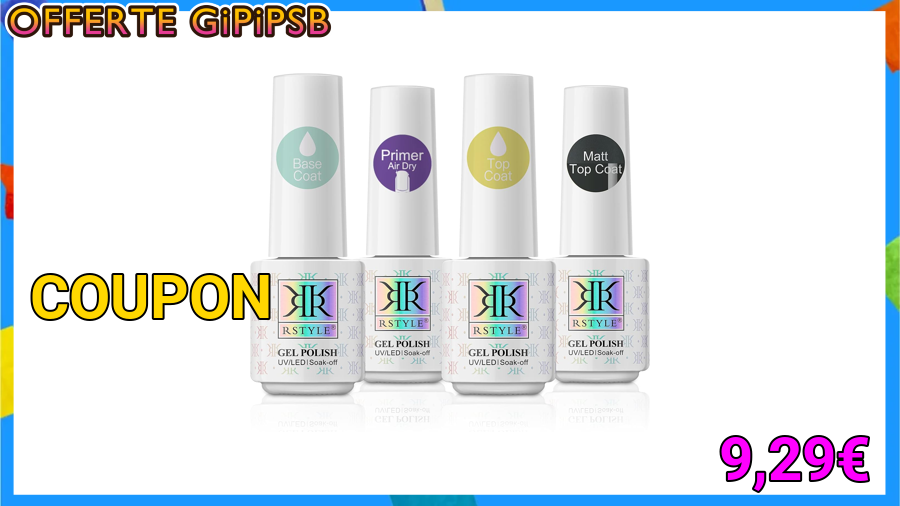 OFFERTE GiPiPSB
Base
Coat
Primer
Air Dry
Top
Coat
Matt
Top Coat
COUPON
RSTYLE®
GEL POLISH
UV/LED|Soak-off
RSTYLE®
GEL POLISH
UV/LED|Soak-off
RSTYLE®
GEL POLISH
UV/LED|Soak-off
RSTYLE®
GEL POLISH
UV/LED|Soak-off
9,29€